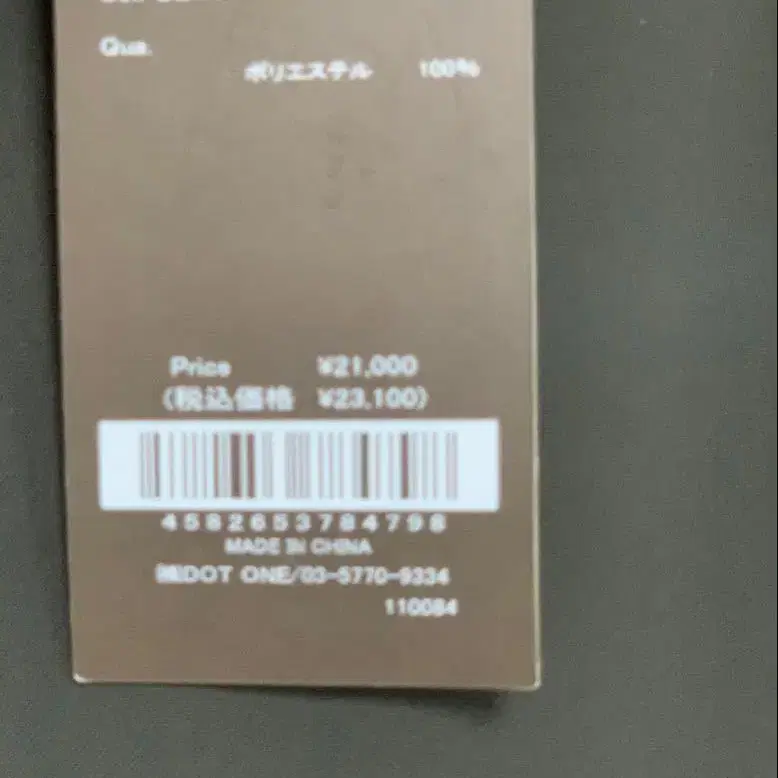 Qua.
ポリエステル 100%
Price ¥21,000
(税込価格 ¥23,100)
4582653784798
MADE IN CHINA
㈱DOT ONE/03-5770-9334
110084